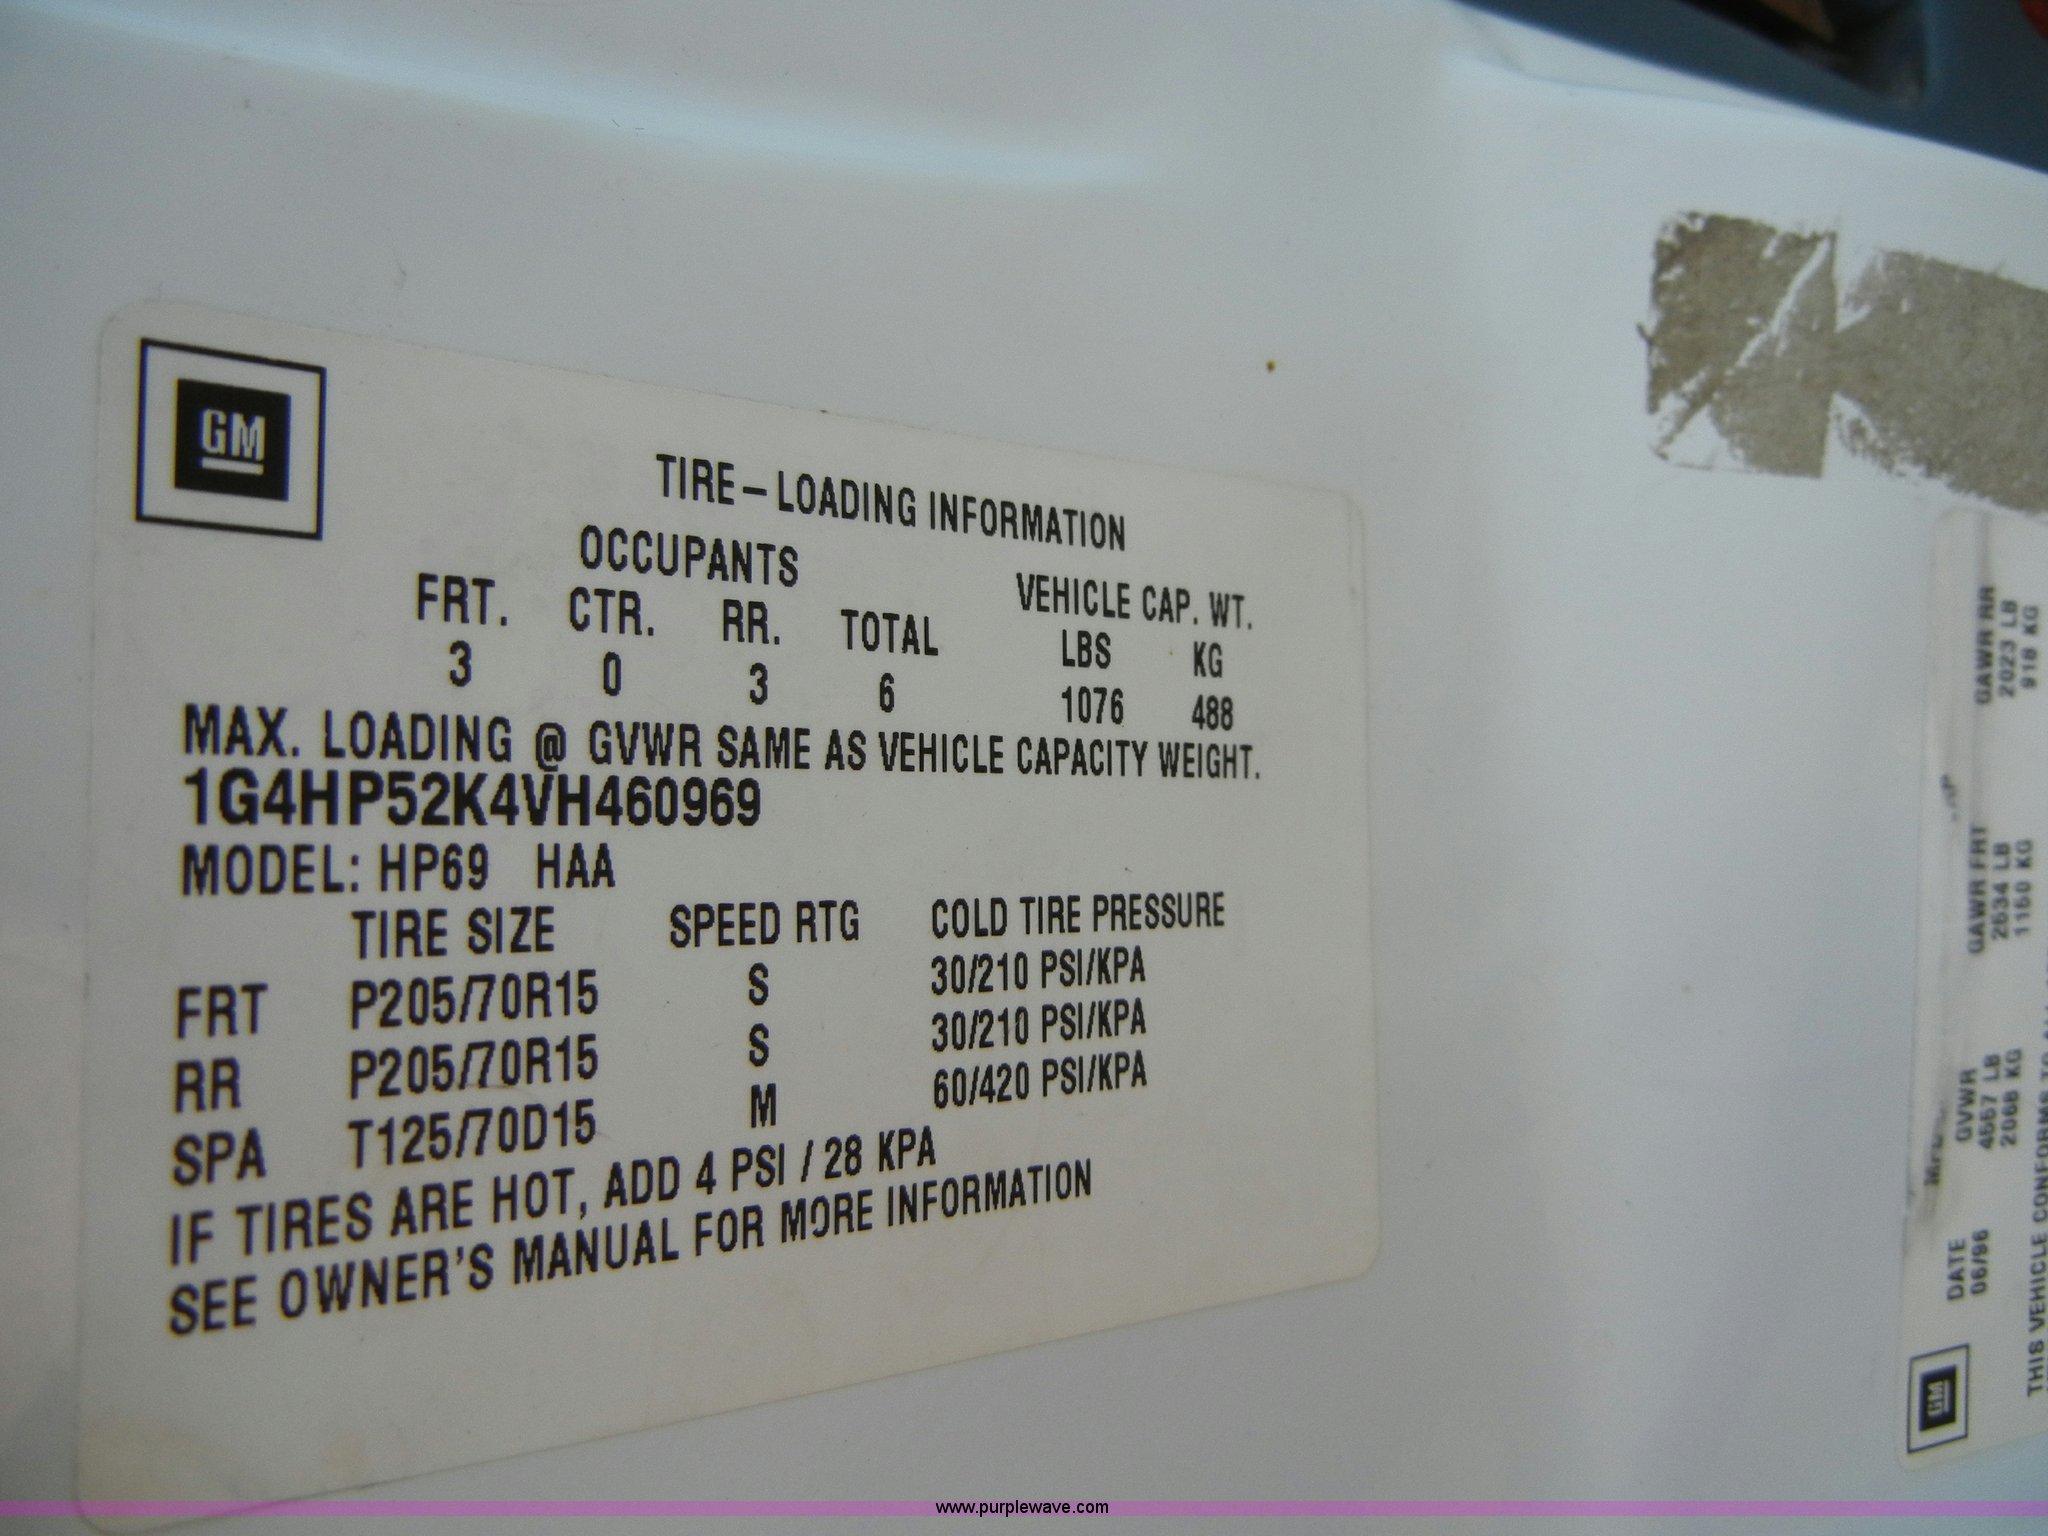 GM
TIRE – LOADING INFORMATION
OCCUPANTS VEHICLE CAP. WT.
FRT. CTR. RR. TOTAL LBS KG
3 0 3 6 1076 488
MAX. LOADING @ GVWR SAME AS VEHICLE CAPACITY WEIGHT.
1G4HP52K4VH460969
MODEL: HP69 HAA
TIRE SIZE SPEED RTG COLD TIRE PRESSURE
FRT P205/70R15 S 30/210 PSI/KPA
RR P205/70R15 S 30/210 PSI/KPA
SPA T125/70D15 M 60/420 PSI/KPA
IF TIRES ARE HOT, ADD 4 PSI / 28 KPA
SEE OWNER'S MANUAL FOR MORE INFORMATION
GM
DATE GVWR GAWR FRT GAWR RR
06/96 4557 LB 2534 LB 2023 LB
2068 KG 1150 KG 918 KG
THIS VEHICLE CONFORMS TO
www.purplewave.com